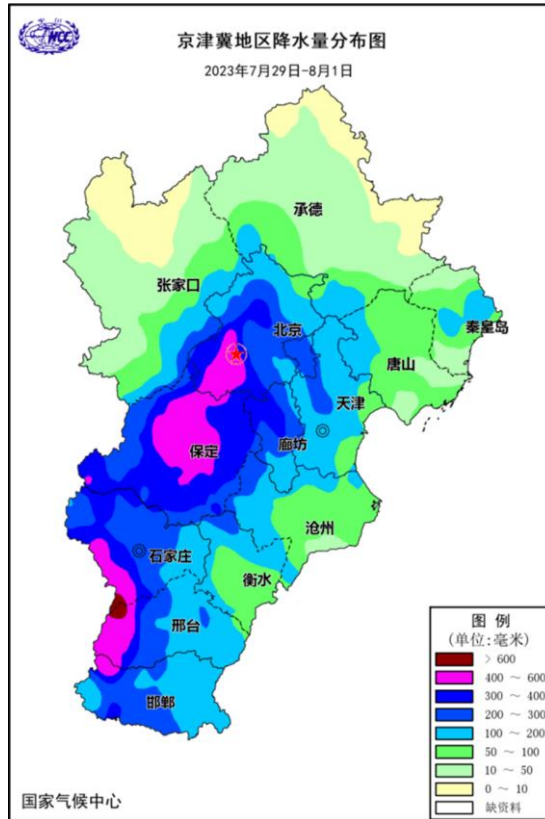 NCC
京津冀地区降水量分布图
2023年7月29日-8月1日
承德
张家口
北京
秦皇岛
唐山
天津
廊坊
保定
沧州
石家庄
衡水
邢台
邯郸
图 例
(单位:毫米)
> 600
400 ~ 600
300 ~ 400
200 ~ 300
100 ~ 200
50 ~ 100
10 ~ 50
0 ~ 10
缺资料
国家气候中心